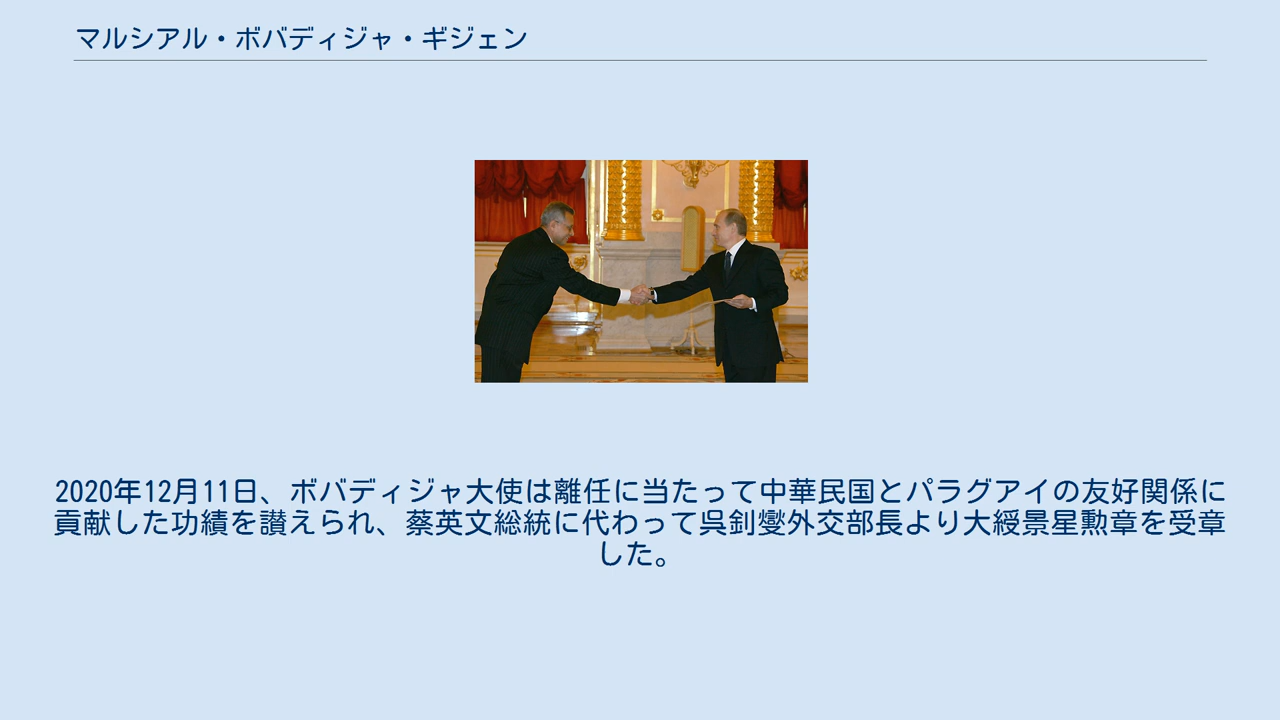 マルシアル・ボバディジャ・ギジェン
2020年12月11日、ボバディジャ大使は離任に当たって中華民国とパラグアイの友好関係に
貢献した功績を讃えられ、蔡英文総統に代わって呉釗燮外交部長より大綬景星勲章を受章
した。